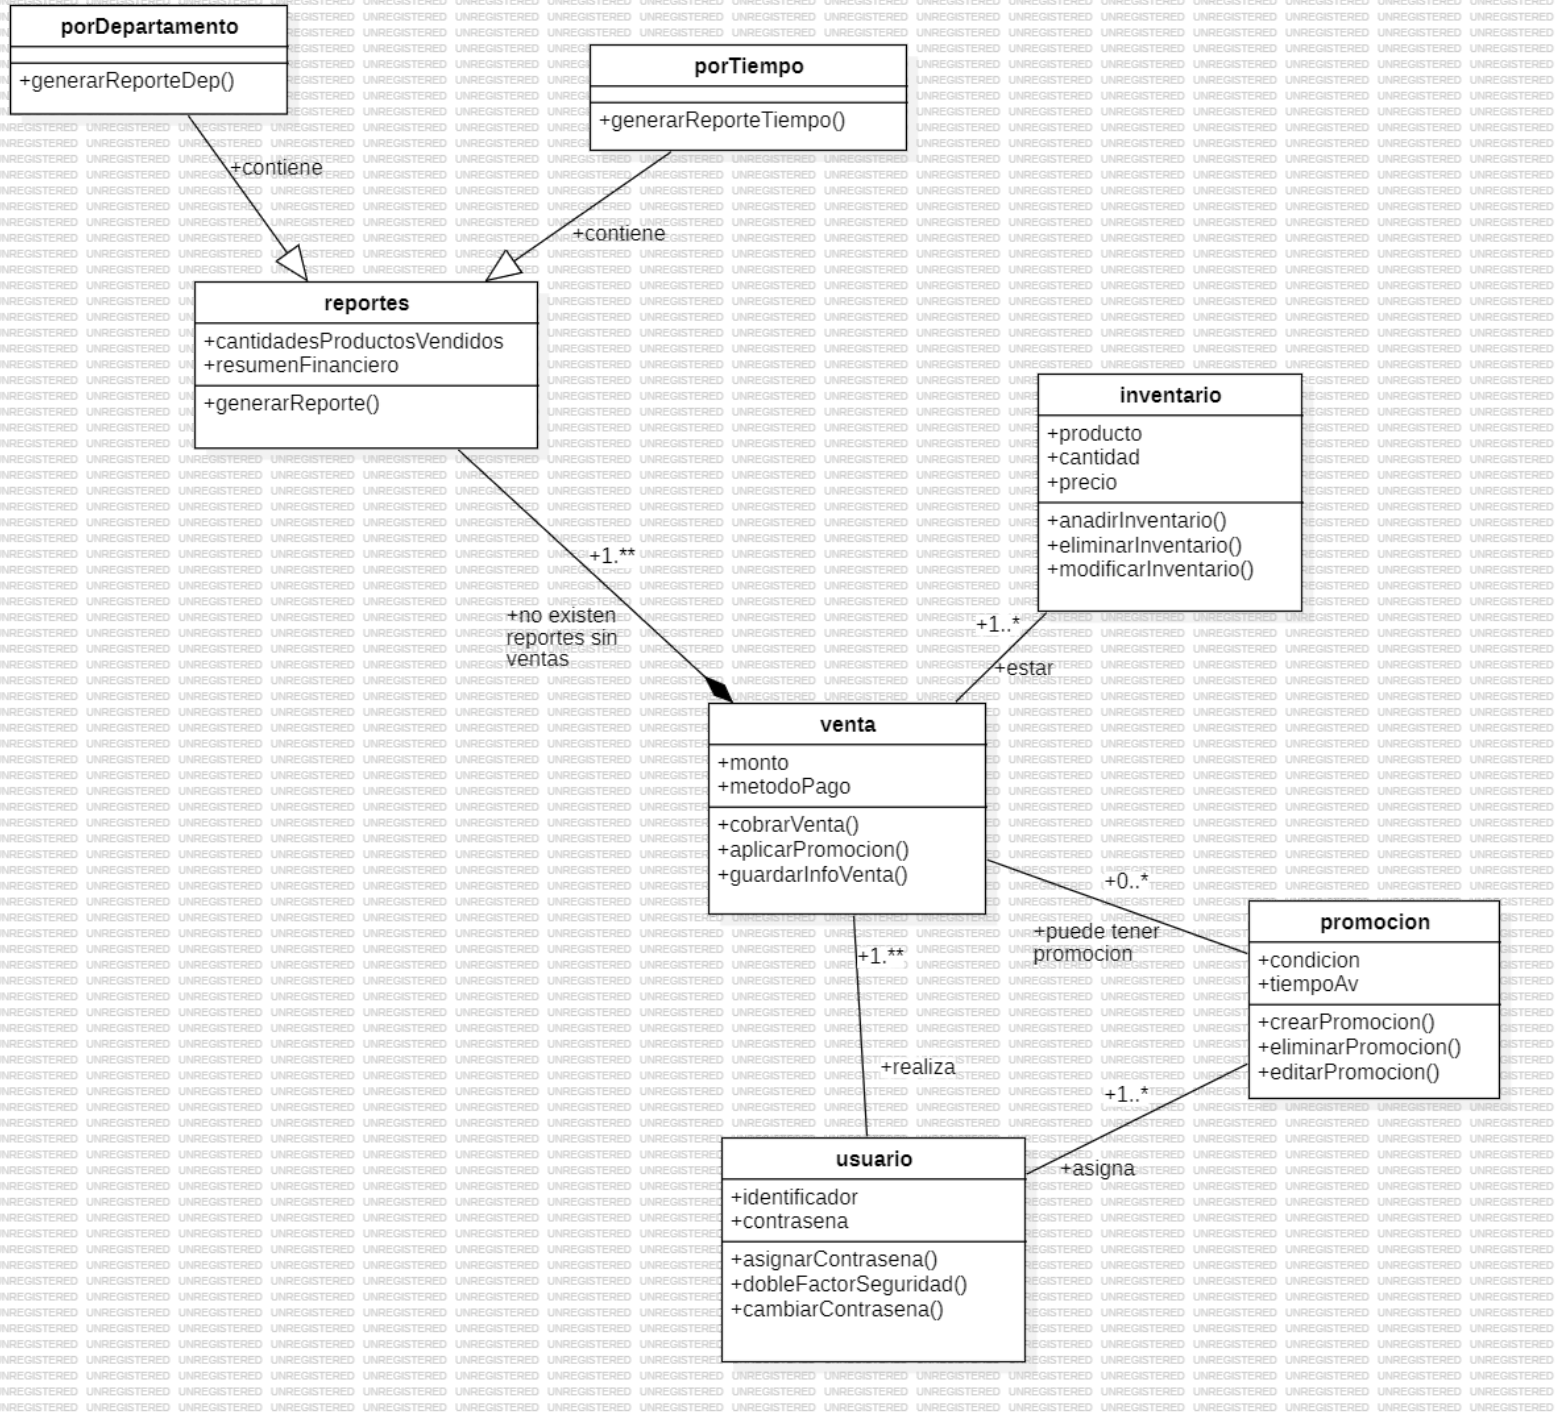 porDepartamento
+generarReporteDep()
porTiempo
+generarReporteTiempo()
+contiene
+contiene
reportes
+cantidadesProductosVendidos
+resumenFinanciero
+generarReporte()
inventario
+producto
+cantidad
+precio
+anadirInventario()
+eliminarInventario()
+modificarInventario()
+1.**
+no existen
reportes sin
ventas
+1..*
+estar
venta
+monto
+metodoPago
+cobrarVenta()
+aplicarPromocion()
+guardarInfoVenta()
+0..*
+puede tener
promocion
promocion
+condicion
+tiempoAv
+crearPromocion()
+eliminarPromocion()
+editarPromocion()
+1.**
+realiza
+1..*
+asigna
usuario
+identificador
+contrasena
+asignarContrasena()
+dobleFactorSeguridad()
+cambiarContrasena()
UNREGISTERED